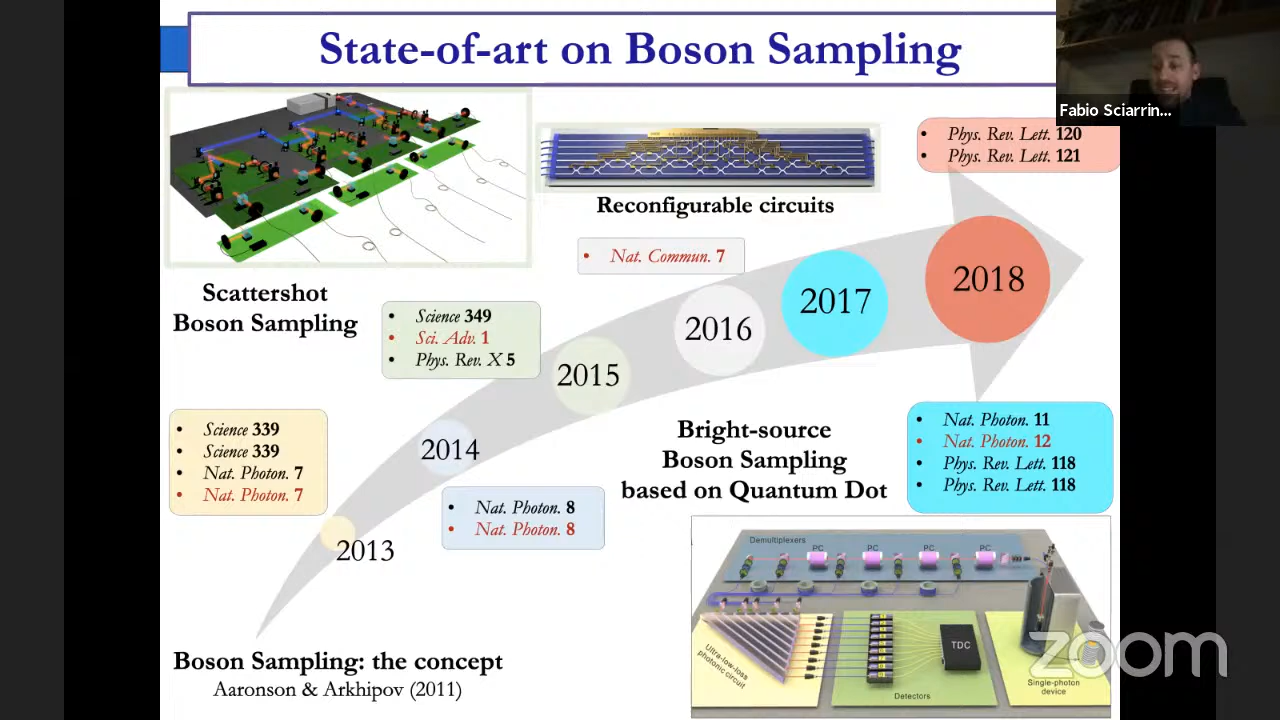 State-of-art on Boson Sampling
Fabio Sciarrin...
• Phys. Rev. Lett. 120
• Phys. Rev. Lett. 121
Reconfigurable circuits
• Nat. Commun. 7
Scattershot
Boson Sampling
• Science 349
• Sci. Adv. 1
• Phys. Rev. X 5
2018
2017
2016
2015
2014
2013
• Science 339
• Science 339
• Nat. Photon. 7
• Nat. Photon. 7
• Nat. Photon. 8
• Nat. Photon. 8
Bright-source
Boson Sampling
based on Quantum Dot
• Nat. Photon. 11
• Nat. Photon. 12
• Phys. Rev. Lett. 118
• Phys. Rev. Lett. 118
Demultiplexers
PC
PC
PC
PC
Ultra-low-loss
photonic circuit
TDC
Detectors
Single-photon
device
zoom
Boson Sampling: the concept
Aaronson & Arkhipov (2011)